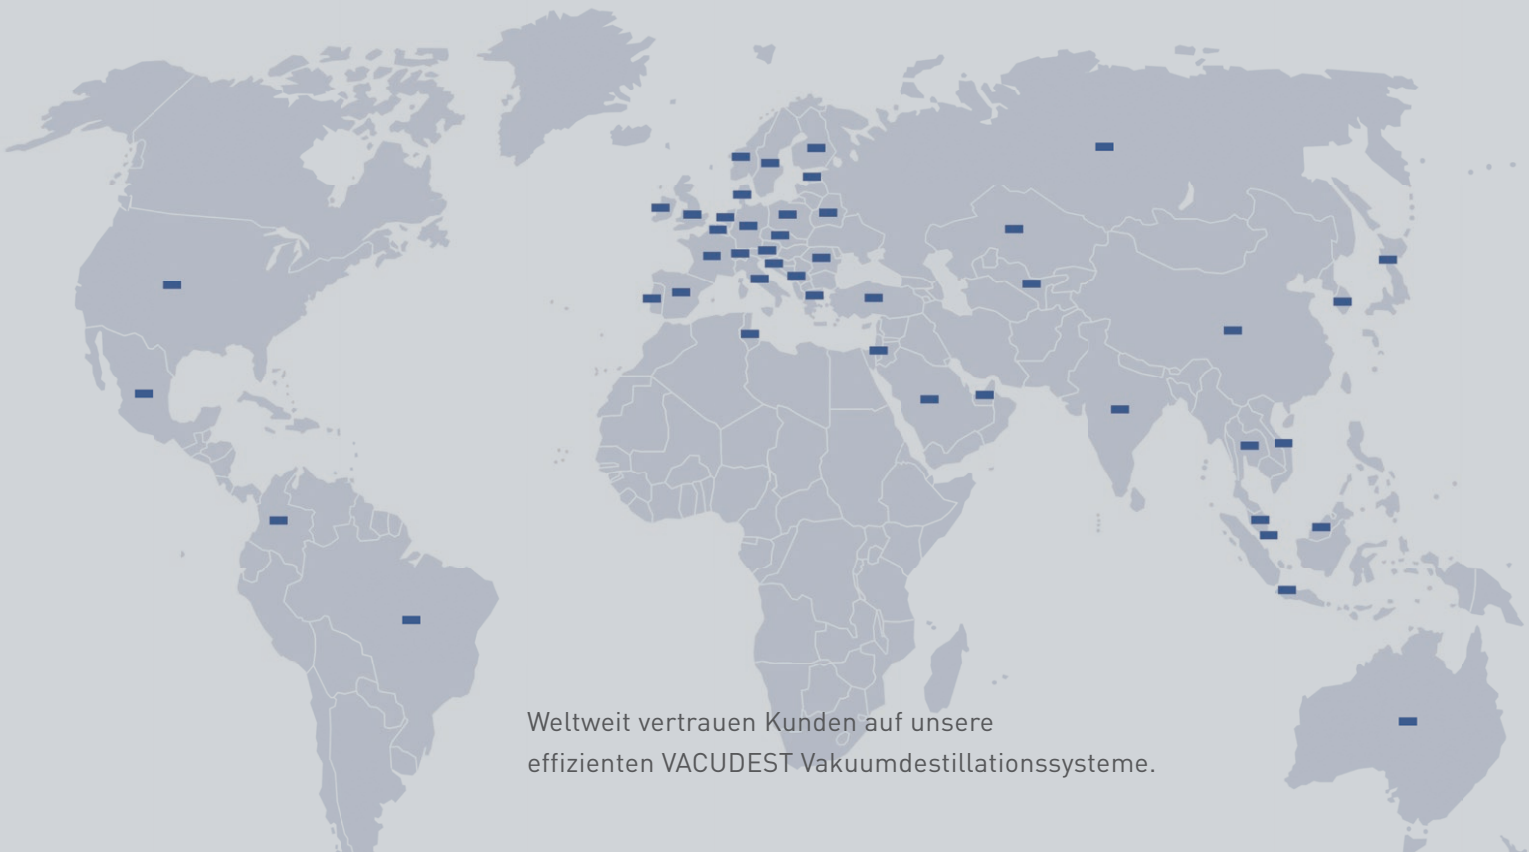 Weltweit vertrauen Kunden auf unsere
effizienten VACUDEST Vakuumdestillationssysteme.